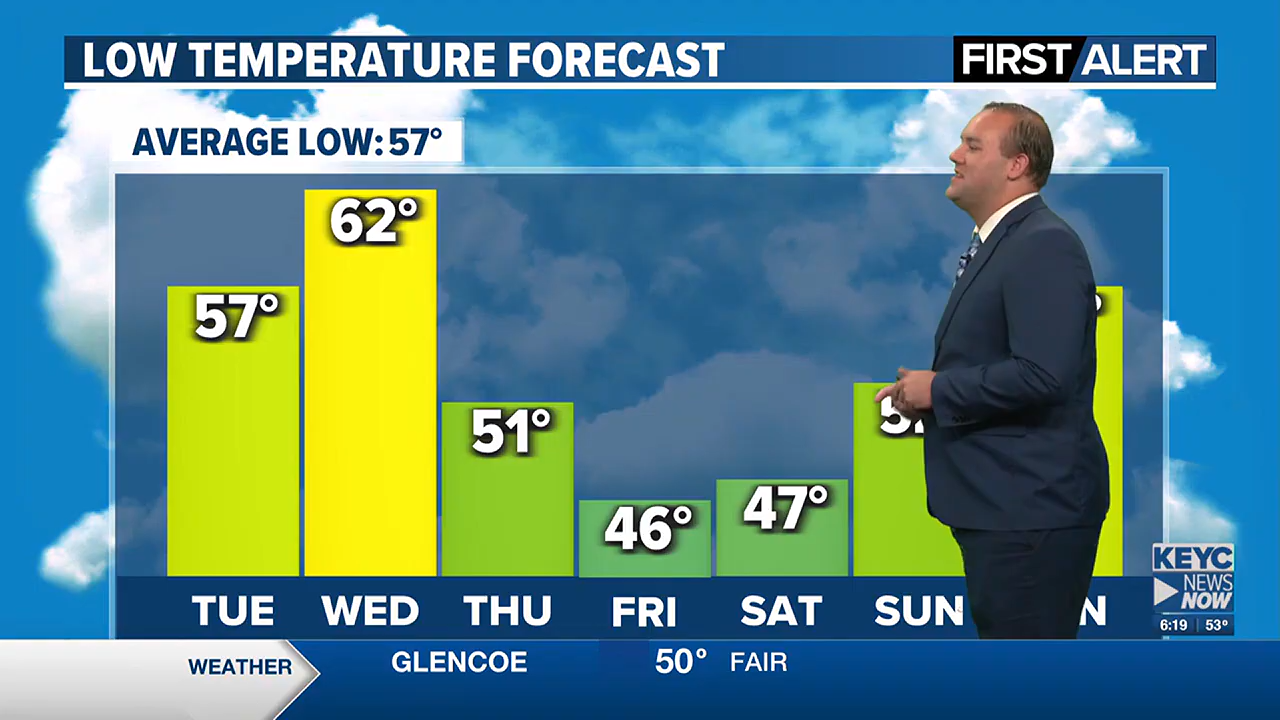 LOW TEMPERATURE FORECAST
FIRST ALERT
AVERAGE LOW: 57°
62°
57°
51°
46°
47°
TUE WED THU FRI SAT SUN
KEYC
NEWS
NOW
6:19 53°
WEATHER GLENCOE 50° FAIR